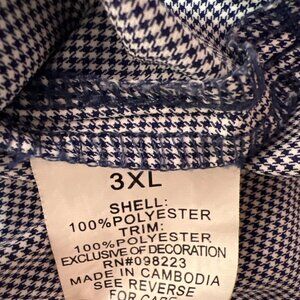 3XL
SHELL:
100%POLYESTER
TRIM:
100%POLYESTER
EXCLUSIVE OF DECORATION
RN#098223
MADE IN CAMBODIA
SEE REVERSE
FOR CARE